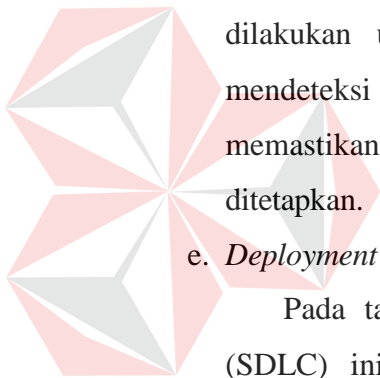 dilakukan u
mendeteksi
memastikan
ditetapkan.
e. Deployment
Pada ta
(SDLC) ini